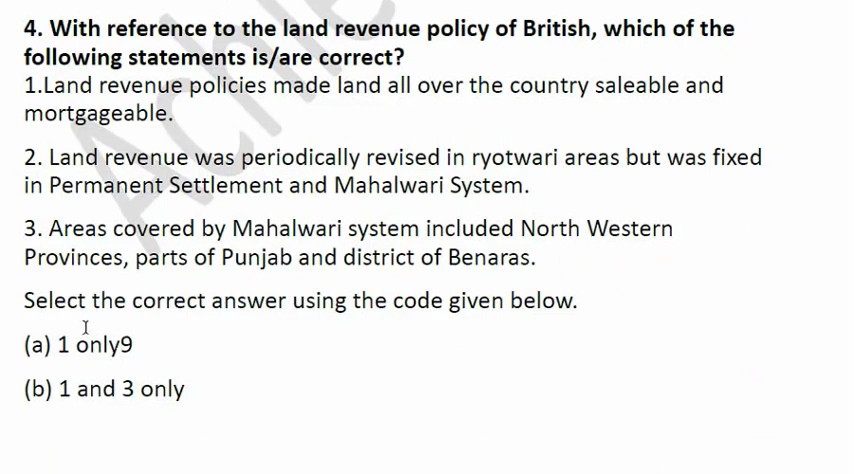 4. With reference to the land revenue policy of British, which of the
following statements is/are correct?
1.Land revenue policies made land all over the country saleable and
mortgageable.
2. Land revenue was periodically revised in ryotwari areas but was fixed
in Permanent Settlement and Mahalwari System.
3. Areas covered by Mahalwari system included North Western
Provinces, parts of Punjab and district of Benaras.
Select the correct answer using the code given below.
(a) 1 only9
(b) 1 and 3 only